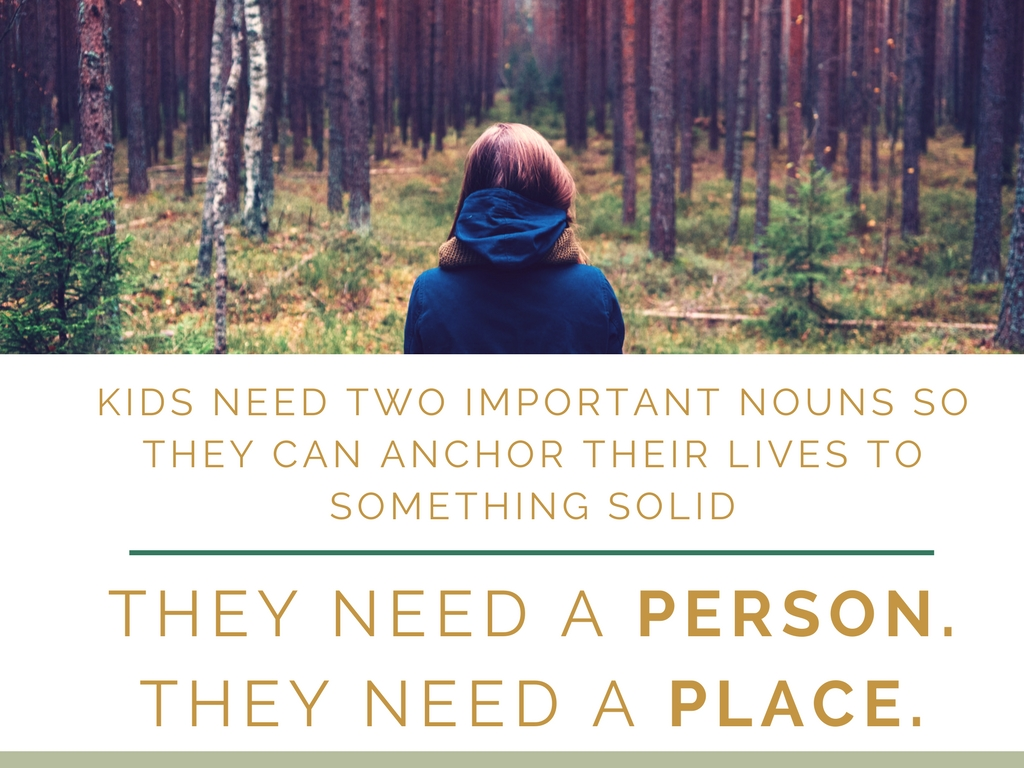 KIDS NEED TWO IMPORTANT NOUNS SO
THEY CAN ANCHOR THEIR LIVES TO
SOMETHING SOLID
THEY NEED A PERSON.
THEY NEED A PLACE.